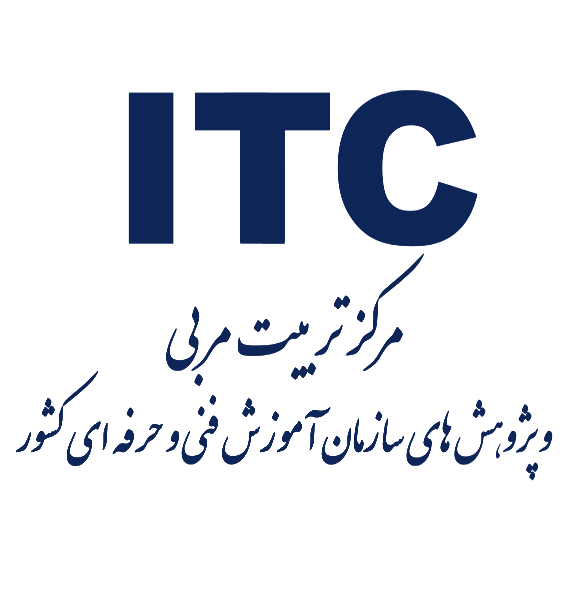 ITC
مرکز تربیت مربی
و پژوهش های سازمان آموزش فنی و حرفه ای کشور